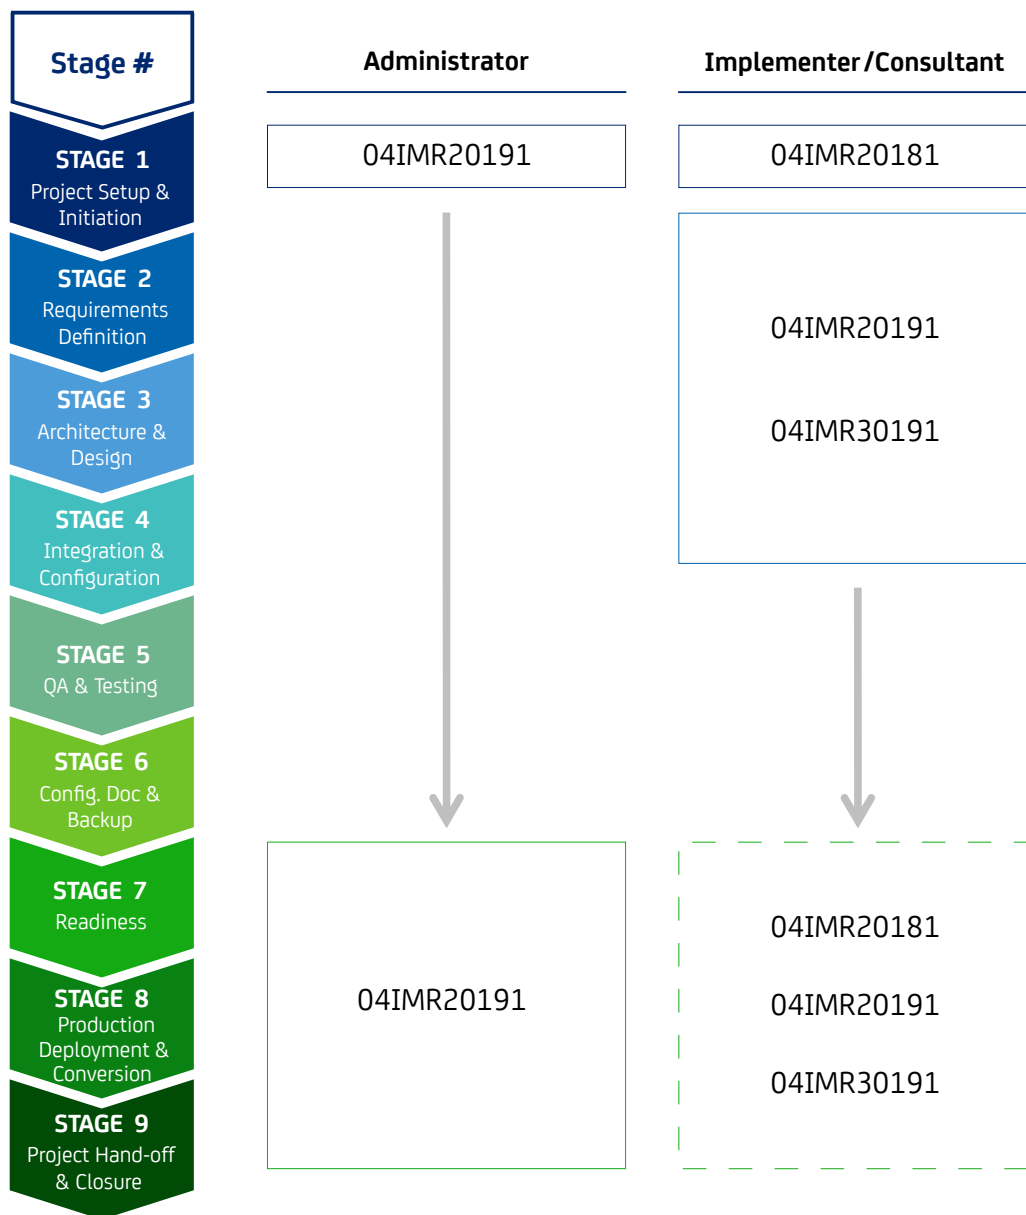 Stage #
Administrator
Implementer/Consultant
STAGE 1
Project Setup &
Initiation
04IMR20191
04IMR20181
STAGE 2
Requirements
Definition
04IMR20191
STAGE 3
Architecture &
Design
04IMR30191
STAGE 4
Integration &
Configuration
STAGE 5
QA & Testing
STAGE 6
Config. Doc &
Backup
STAGE 7
Readiness
04IMR20181
STAGE 8
Production
Deployment &
Conversion
04IMR20191
04IMR20191
04IMR30191
STAGE 9
Project Hand-off
& Closure